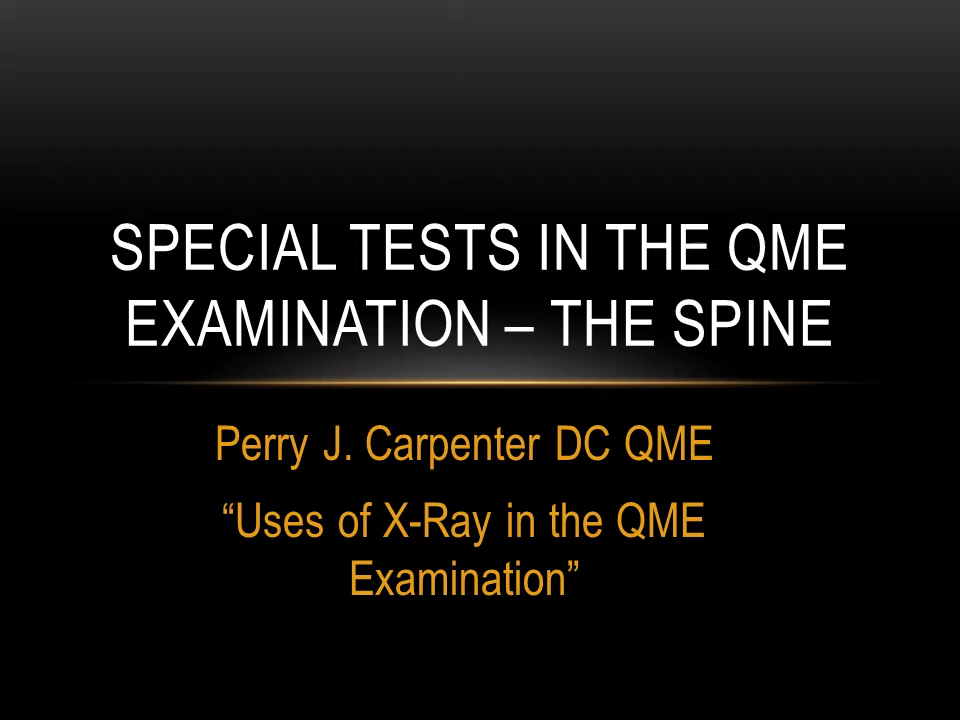 SPECIAL TESTS IN THE QME
EXAMINATION – THE SPINE
Perry J. Carpenter DC QME
“Uses of X-Ray in the QME
Examination”